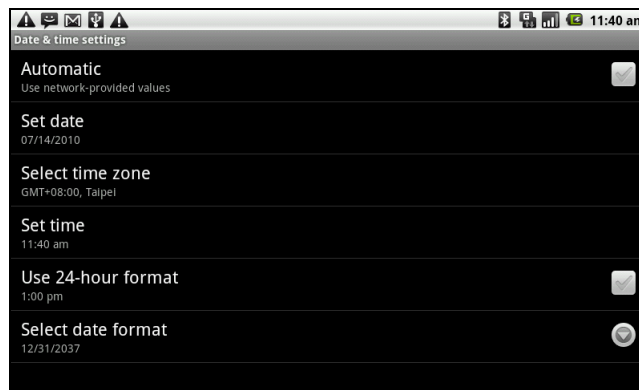 11:40 am
Date & time settings
Automatic
Use network-provided values
Set date
07/14/2010
Select time zone
GMT+08:00, Taipei
Set time
11:40 am
Use 24-hour format
1:00 pm
Select date format
12/31/2037